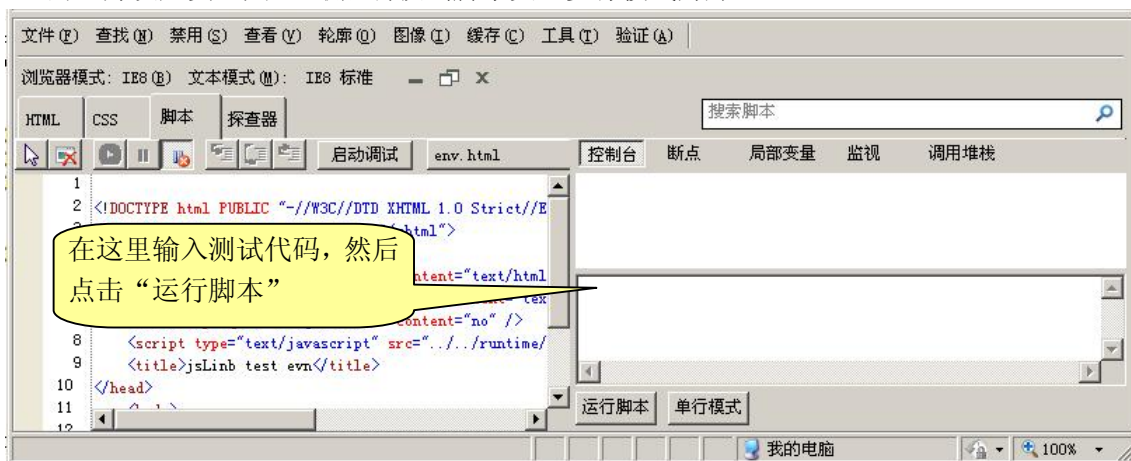 文件(F) 查找(N) 禁用(S) 查看(V) 轮廓(O) 图像(I) 缓存(C) 工具(T) 验证(A)
浏览器模式: IE8(B) 文本模式(M): IE8 标准
HTML CSS 脚本 探查器 搜索脚本
启动调试 env.html 控制台 断点 局部变量 监视 调用堆栈
1
2 <!DOCTYPE html PUBLIC "-//W3C//DTD XHTML 1.0 Strict//E
html">
在这里输入测试代码，然后
点击“运行脚本”
ntent="text/html
content="no" />
8 <script type="text/javascript" src="../../runtime/
9 <title>jsLinb test evn</title>
10 </head>
11
12
运行脚本 单行模式
我的电脑 100%